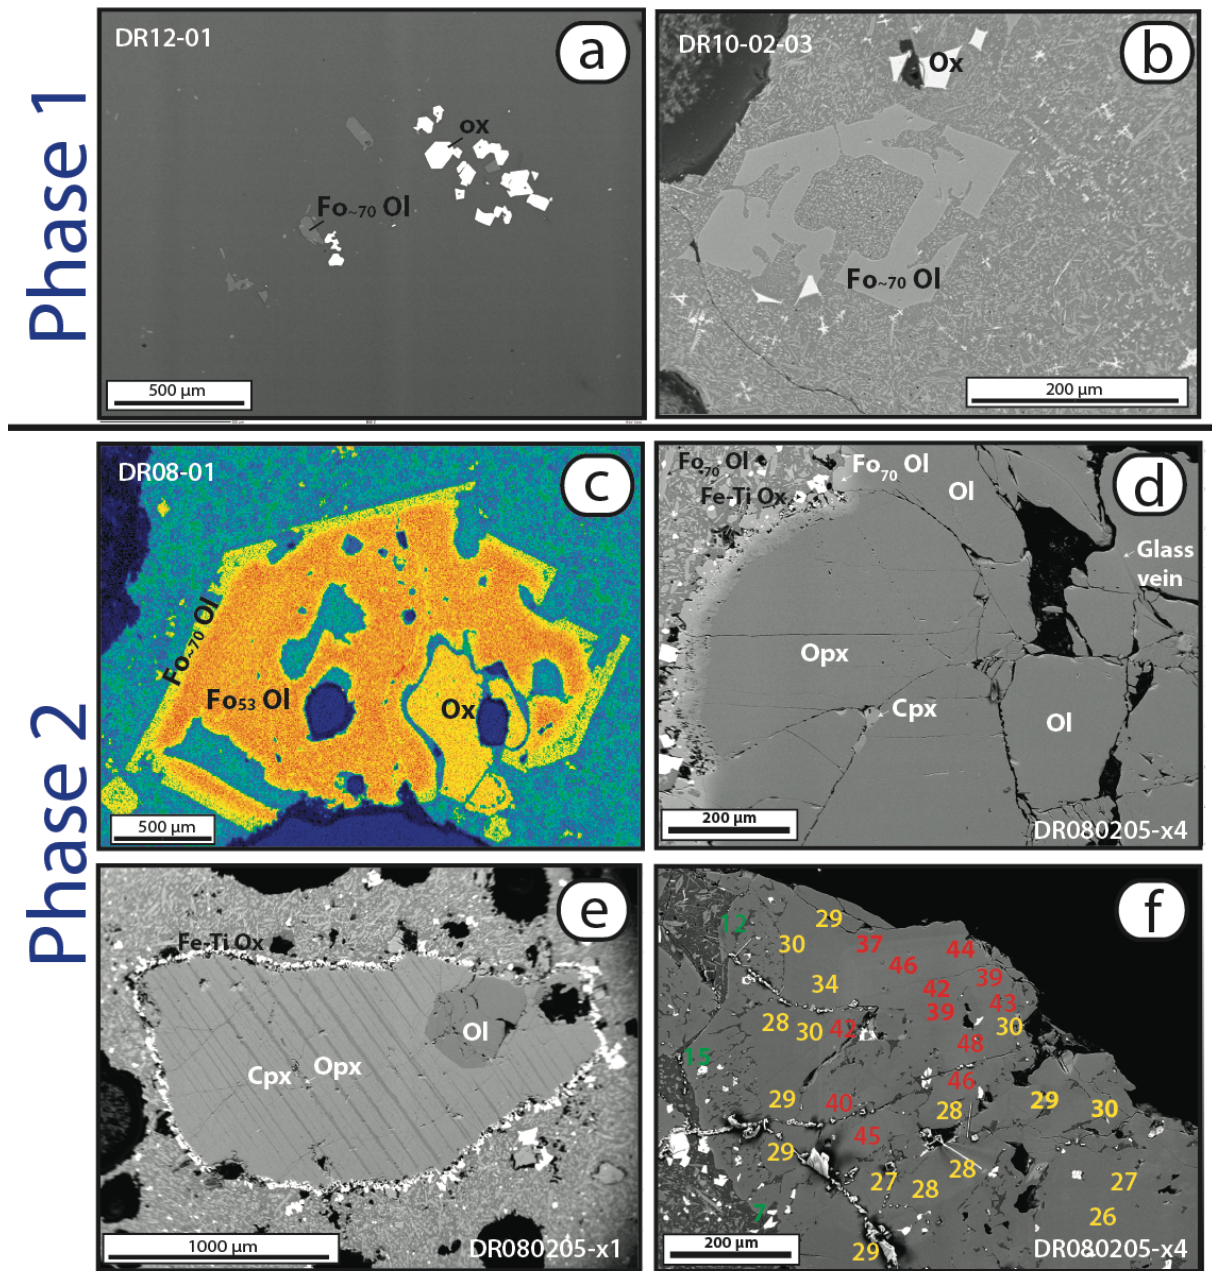 Phase 1
DR12-01
a
ox
Fo~70 Ol
500 µm
DR10-02-03
b
Ox
Fo~70 Ol
200 µm
Phase 2
DR08-01
c
Fo~70 Ol
Fo53 Ol
Ox
500 µm
d
Fo70 Ol
Fo70 Ol
Fe-Ti Ox
Ol
Glass
vein
Opx
Cpx
Ol
200 µm
DR080205-x4
e
Fe-Ti Ox
Ol
Cpx
Opx
1000 µm
DR080205-x1
f
12
29
30
37
44
46
34
42
39
43
39
28
30
42
30
48
15
46
29
40
28
29
30
45
29
28
27
28
27
7
26
29
200 µm
DR080205-x4